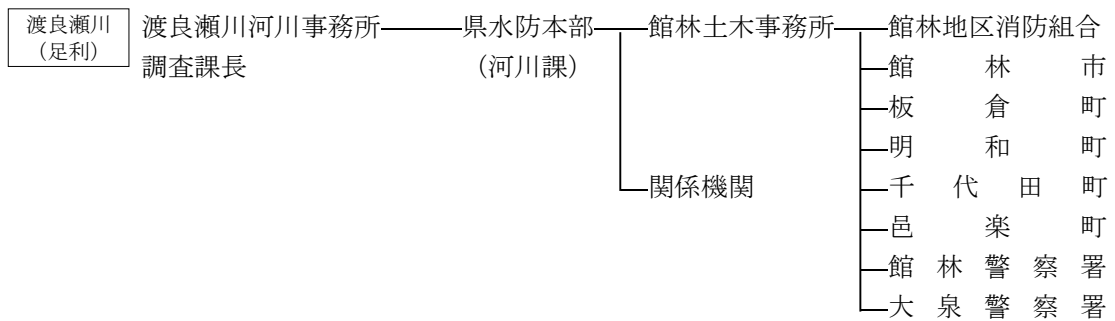 渡良瀬川
（足利）
渡良瀬川河川事務所
調査課長
県水防本部
（河川課）
館林土木事務所
関係機関
館林地区消防組合
館林市
板倉町
明和町
千代田町
邑楽町
館林警察署
大泉警察署